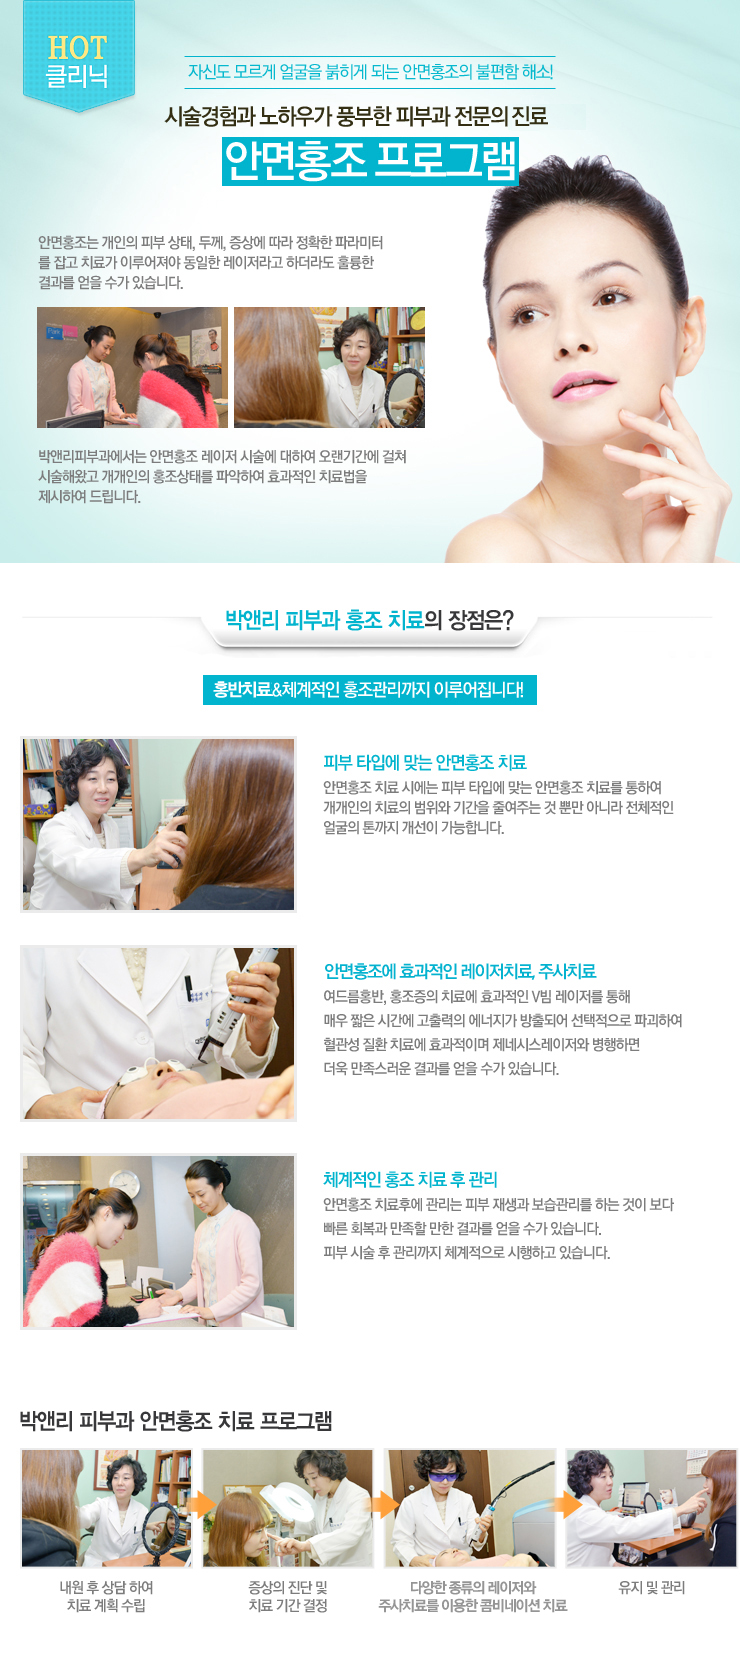 HOT
클리닉
자신도 모르게 얼굴을 붉히게 되는 안면홍조의 불편함 해소!
시술경험과 노하우가 풍부한 피부과 전문의 진료
안면홍조 프로그램
안면홍조는 개인의 피부 상태, 두께, 증상에 따라 정확한 파라미터
를 잡고 치료가 이루어져야 동일한 레이저라고 하더라도 훌륭한
결과를 얻을 수가 있습니다.
박앤리피부과에서는 안면홍조 레이저 시술에 대하여 오랜기간에 걸쳐
시술해왔고 개개인의 홍조상태를 파악하여 효과적인 치료법을
제시하여 드립니다.
박앤리 피부과 홍조 치료의 장점은?
홍반치료&체계적인 홍조관리까지 이루어집니다!
피부 타입에 맞는 안면홍조 치료
안면홍조 치료 시에는 피부 타입에 맞는 안면홍조 치료를 통하여
개개인의 치료의 범위와 기간을 줄여주는 것 뿐만 아니라 전체적인
얼굴의 톤까지 개선이 가능합니다.
안면홍조에 효과적인 레이저치료, 주사치료
여드름홍반, 홍조증의 치료에 효과적인 V빔 레이저를 통해
매우 짧은 시간에 고출력의 에너지가 방출되어 선택적으로 파괴하여
혈관성 질환 치료에 효과적이며 제네시스레이저와 병행하면
더욱 만족스러운 결과를 얻을 수가 있습니다.
체계적인 홍조 치료 후 관리
안면홍조 치료후에 관리는 피부 재생과 보습관리를 하는 것이 보다
빠른 회복과 만족할 만한 결과를 얻을 수가 있습니다.
피부 시술 후 관리까지 체계적으로 시행하고 있습니다.
박앤리 피부과 안면홍조 치료 프로그램
내원 후 상담 하여
치료 계획 수립
증상의 진단 및
치료 기간 결정
다양한 종류의 레이저와
주사치료를 이용한 콤비네이션 치료
유지 및 관리